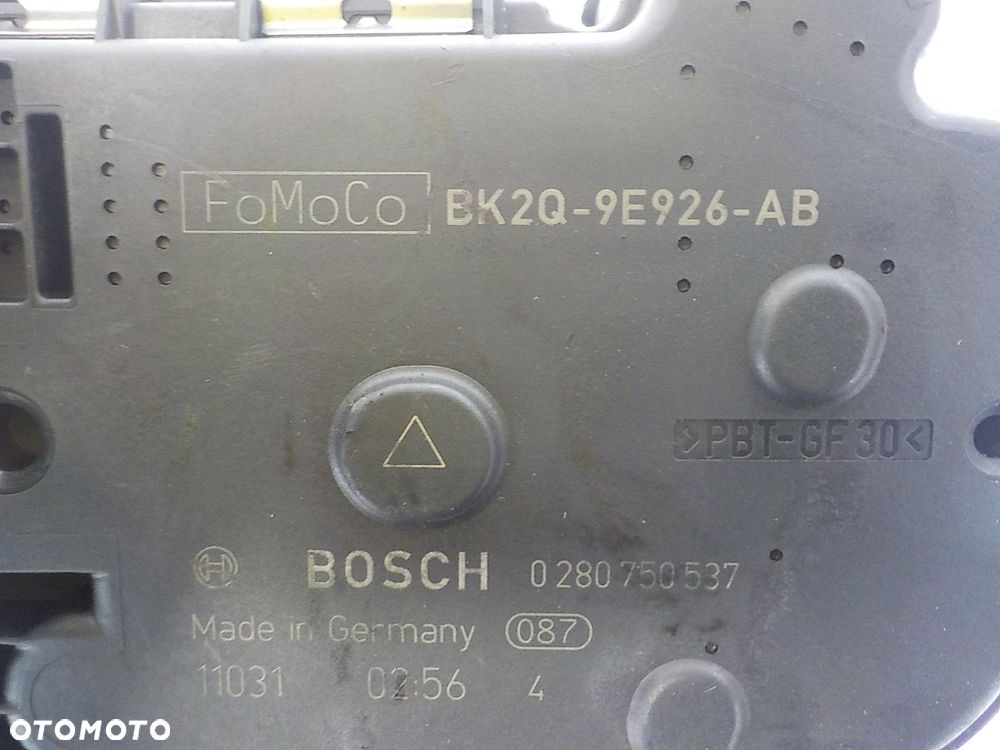 FoMoCo BK2Q-9E926-AB
>PBT-GF30<
BOSCH 0 280 750 537
Made in Germany 087
11031 02:56 4
OTOMOTO